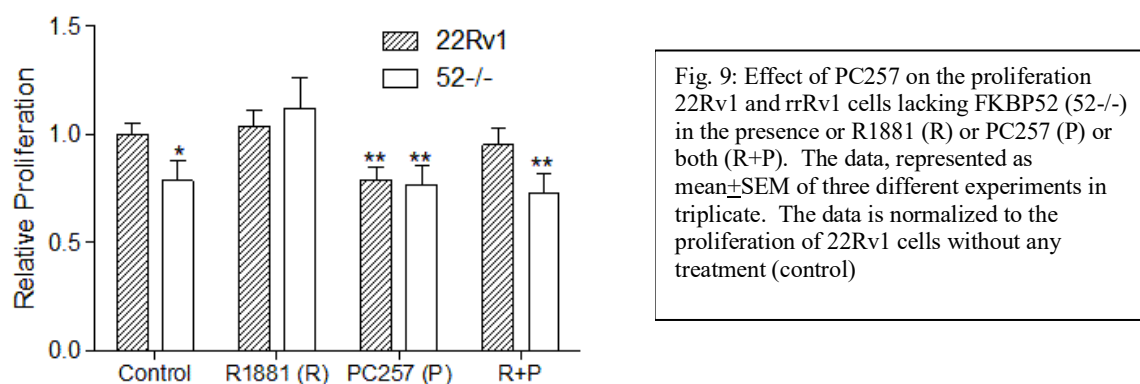 1.5
1.0
0.5
0.0
Relative Proliferation
22Rv1
52-/-
*
**
**
**
Control
R1881 (R)
PC257 (P)
R+P
Fig. 9: Effect of PC257 on the proliferation
22Rv1 and rrRv1 cells lacking FKBP52 (52-/-)
in the presence or R1881 (R) or PC257 (P) or
both (R+P).  The data, represented as
mean±SEM of three different experiments in
triplicate.  The data is normalized to the
proliferation of 22Rv1 cells without any
treatment (control)